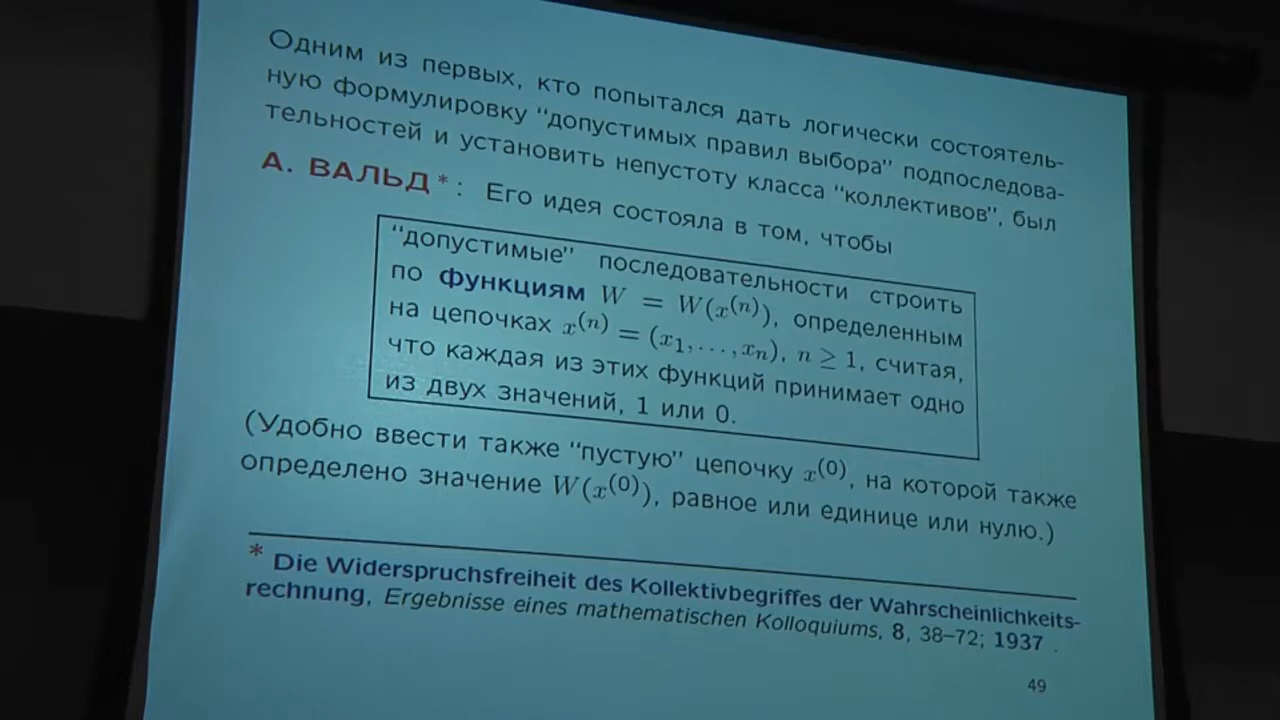 Одним из первых, кто попытался дать логически состоятель-
ную формулировку "допустимых правил выбора" подпоследова-
тельностей и установить непустоту класса "коллективов", был
А. ВАЛЬД * : Его идея состояла в том, чтобы
"допустимые" последовательности строить
по функциям W = W(x⁽ⁿ⁾), определенным
на цепочках x⁽ⁿ⁾ = (x₁, ..., xₙ), n ≥ 1, считая,
что каждая из этих функций принимает одно
из двух значений, 1 или 0.
(Удобно ввести также "пустую" цепочку x⁽⁰⁾, на которой также
определено значение W(x⁽⁰⁾), равное или единице или нулю.)
* Die Widerspruchsfreiheit des Kollektivbegriffes der Wahrscheinlichkeits-
rechnung, Ergebnisse eines mathematischen Kolloquiums, 8, 38–72; 1937 .
49